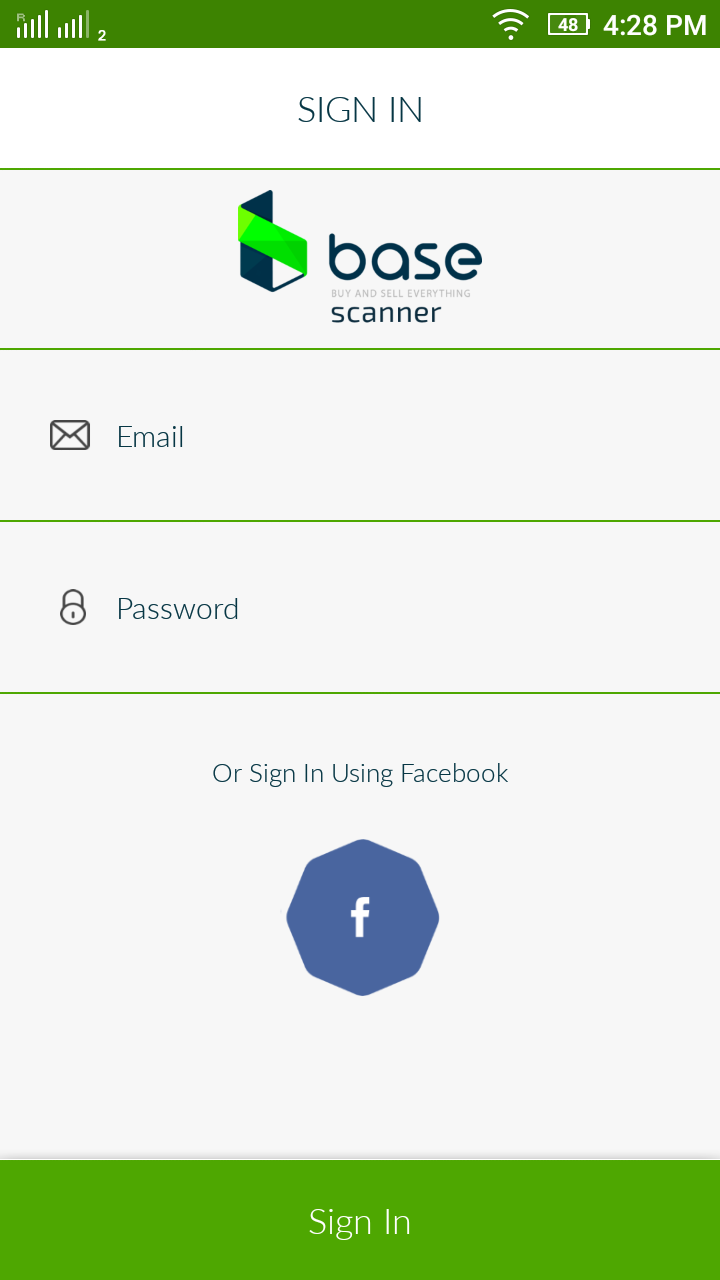 R
2
48
4:28 PM
SIGN IN
base
BUY AND SELL EVERYTHING
scanner
Email
Password
Or Sign In Using Facebook
f
Sign In